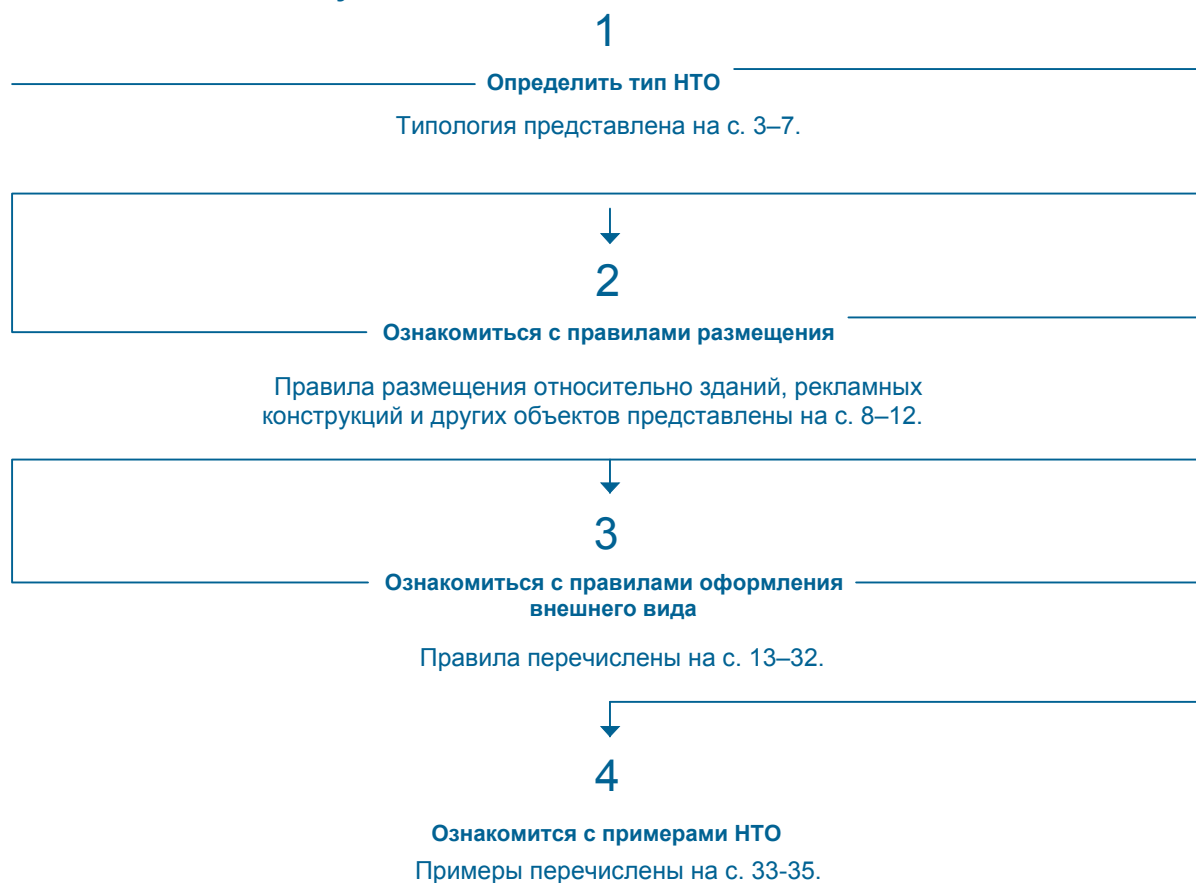 1
Определить тип НТО
Типология представлена на с. 3–7.
2
Ознакомиться с правилами размещения
Правила размещения относительно зданий, рекламных
конструкций и других объектов представлены на с. 8–12.
3
Ознакомиться с правилами оформления
внешнего вида
Правила перечислены на с. 13–32.
4
Ознакомится с примерами НТО
Примеры перечислены на с. 33-35.